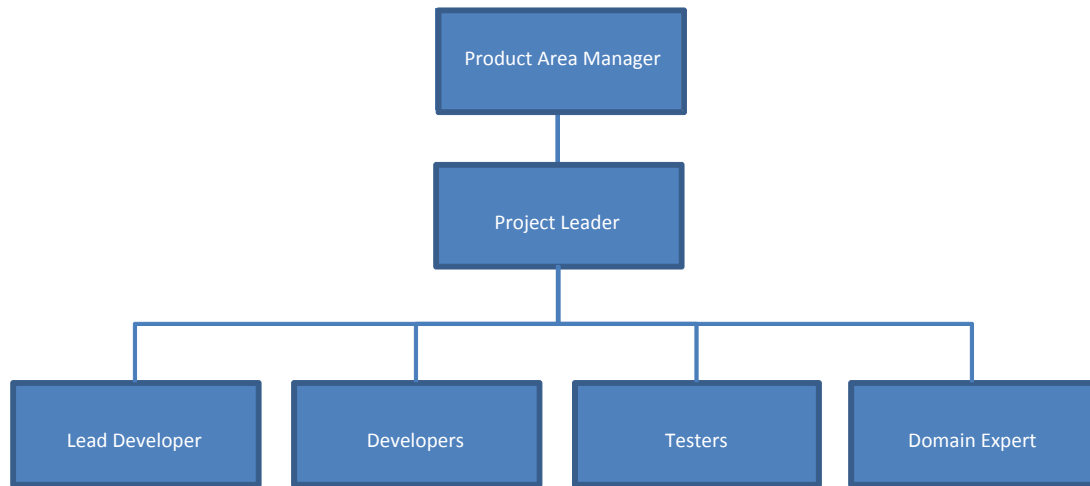 Product Area Manager
Project Leader
Lead Developer
Developers
Testers
Domain Expert